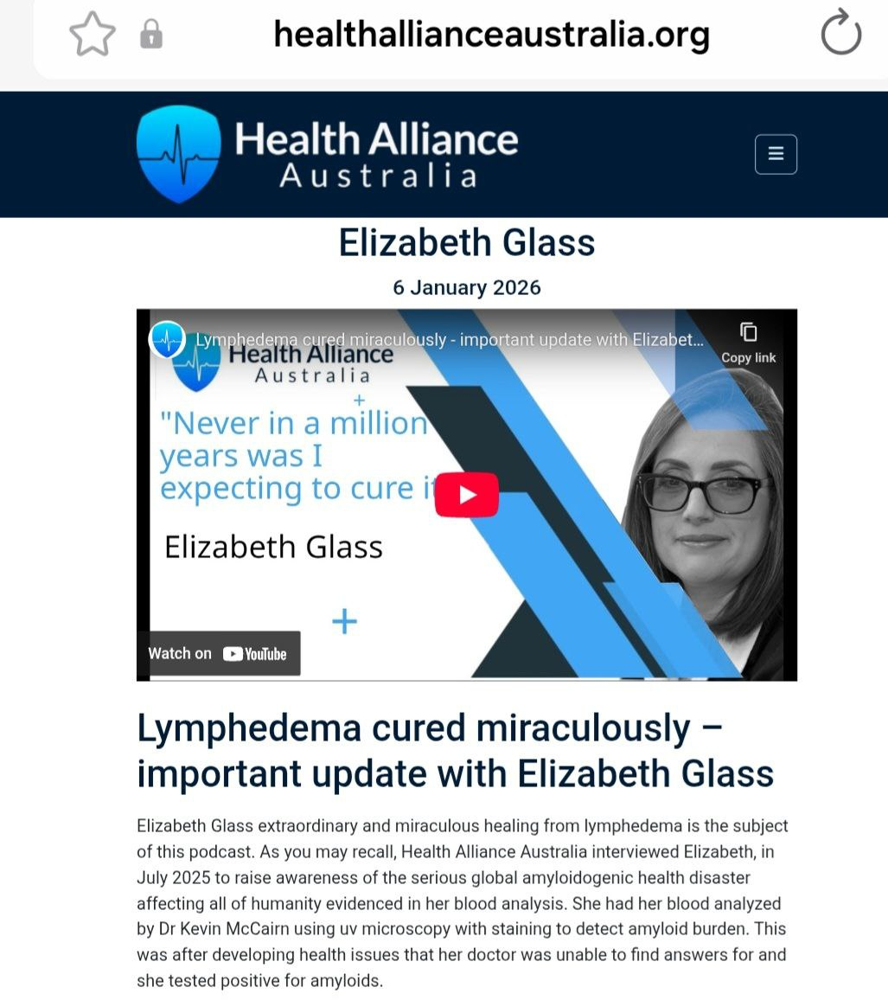 healthallianceaustralia.org
Health Alliance
Australia
Elizabeth Glass
6 January 2026
Lymphedema cured miraculously - important update with Elizabet...
Copy link
Health Alliance
Australia
"Never in a million
years was I
expecting to cure it
Elizabeth Glass
Watch on YouTube
Lymphedema cured miraculously –
important update with Elizabeth Glass
Elizabeth Glass extraordinary and miraculous healing from lymphedema is the subject
of this podcast. As you may recall, Health Alliance Australia interviewed Elizabeth, in
July 2025 to raise awareness of the serious global amyloidogenic health disaster
affecting all of humanity evidenced in her blood analysis. She had her blood analyzed
by Dr Kevin McCairn using uv microscopy with staining to detect amyloid burden. This
was after developing health issues that her doctor was unable to find answers for and
she tested positive for amyloids.